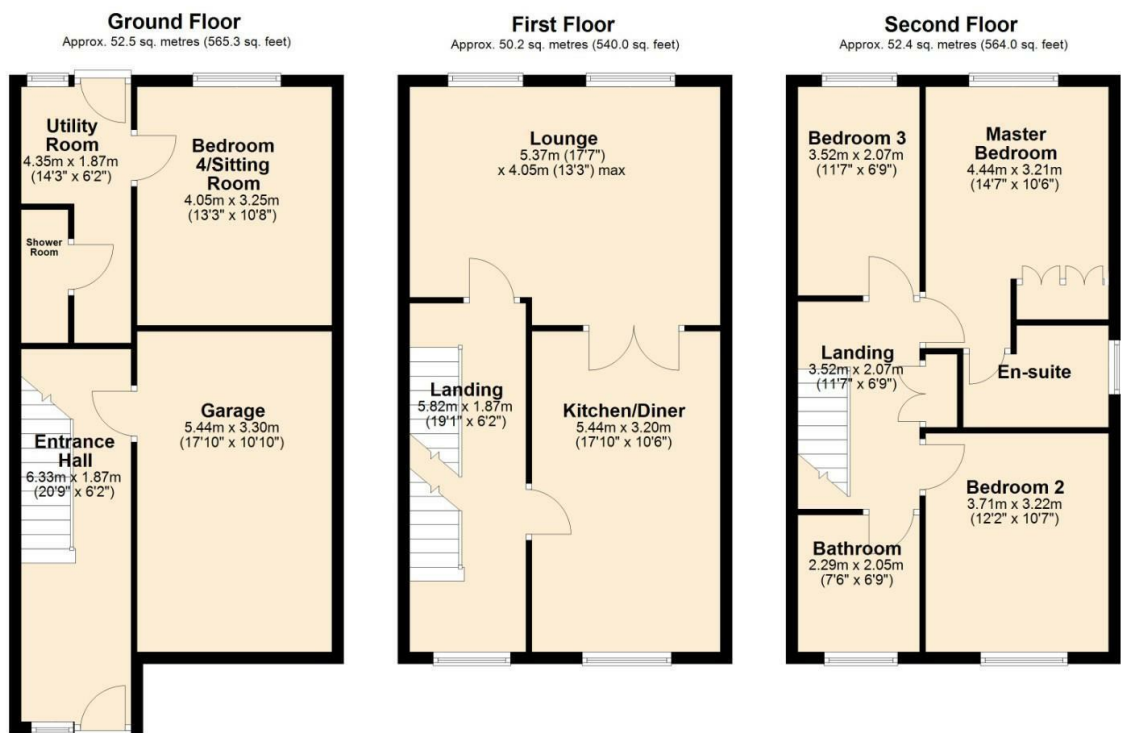 Ground Floor
Approx. 52.5 sq. metres (565.3 sq. feet)
Utility
Room
4.35m x 1.87m
(14'3" x 6'2")
Bedroom
4/Sitting
Room
4.05m x 3.25m
(13'3" x 10'8")
Shower
Room
Garage
5.44m x 3.30m
(17'10" x 10'10")
Entrance
Hall
6.33m x 1.87m
(20'9" x 6'2")
First Floor
Approx. 50.2 sq. metres (540.0 sq. feet)
Lounge
5.37m (17'7")
x 4.05m (13'3") max
Landing
5.82m x 1.87m
(19'1" x 6'2")
Kitchen/Diner
5.44m x 3.20m
(17'10" x 10'6")
Second Floor
Approx. 52.4 sq. metres (564.0 sq. feet)
Bedroom 3
3.52m x 2.07m
(11'7" x 6'9")
Master
Bedroom
4.44m x 3.21m
(14'7" x 10'6")
Landing
3.52m x 2.07m
(11'7" x 6'9")
En-suite
Bedroom 2
3.71m x 3.22m
(12'2" x 10'7")
Bathroom
2.29m x 2.05m
(7'6" x 6'9")